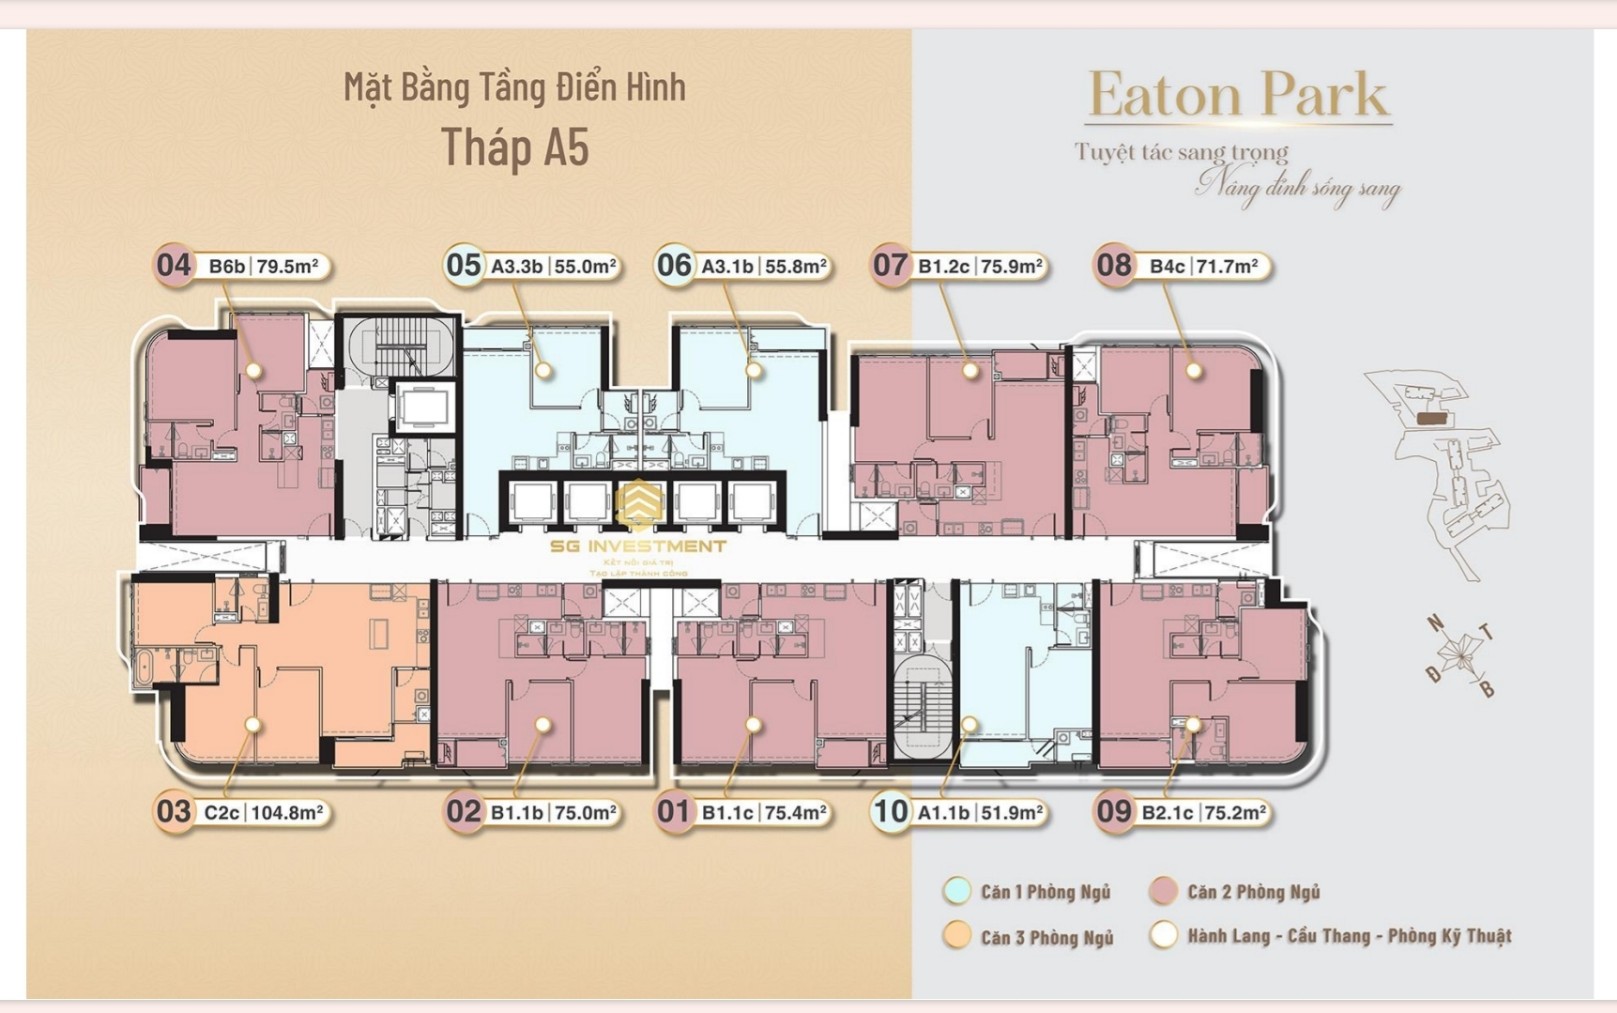 Mặt Bằng Tầng Điển Hình
Tháp A5
Eaton Park
Tuyệt tác sang trọng
Nâng đỉnh sống sang
04 B6b | 79.5m²
05 A3.3b | 55.0m²
06 A3.1b | 55.8m²
07 B1.2c | 75.9m²
08 B4c | 71.7m²
SG INVESTMENT
KẾT NỐI GIÁ TRỊ
TẠO LẬP THÀNH CÔNG
N
T
Đ
B
03 C2c | 104.8m²
02 B1.1b | 75.0m²
01 B1.1c | 75.4m²
10 A1.1b | 51.9m²
09 B2.1c | 75.2m²
Căn 1 Phòng Ngủ
Căn 2 Phòng Ngủ
Căn 3 Phòng Ngủ
Hành Lang - Cầu Thang - Phòng Kỹ Thuật